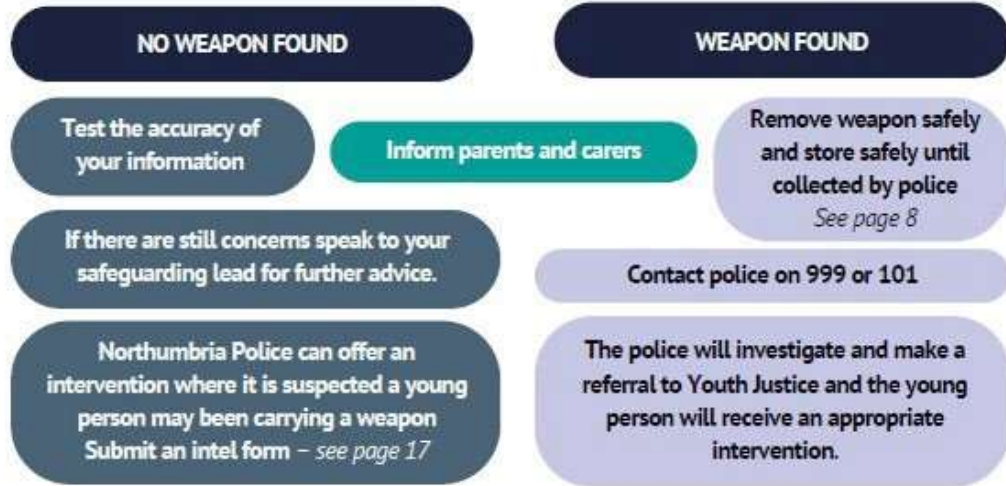 NO WEAPON FOUND
WEAPON FOUND
Test the accuracy of
your information
Inform parents and carers
Remove weapon safely
and store safely until
collected by police
See page 8
If there are still concerns speak to your
safeguarding lead for further advice.
Contact police on 999 or 101
Northumbria Police can offer an
intervention where it is suspected a young
person may been carrying a weapon
Submit an intel form – see page 17
The police will investigate and make a
referral to Youth Justice and the young
person will receive an appropriate
intervention.